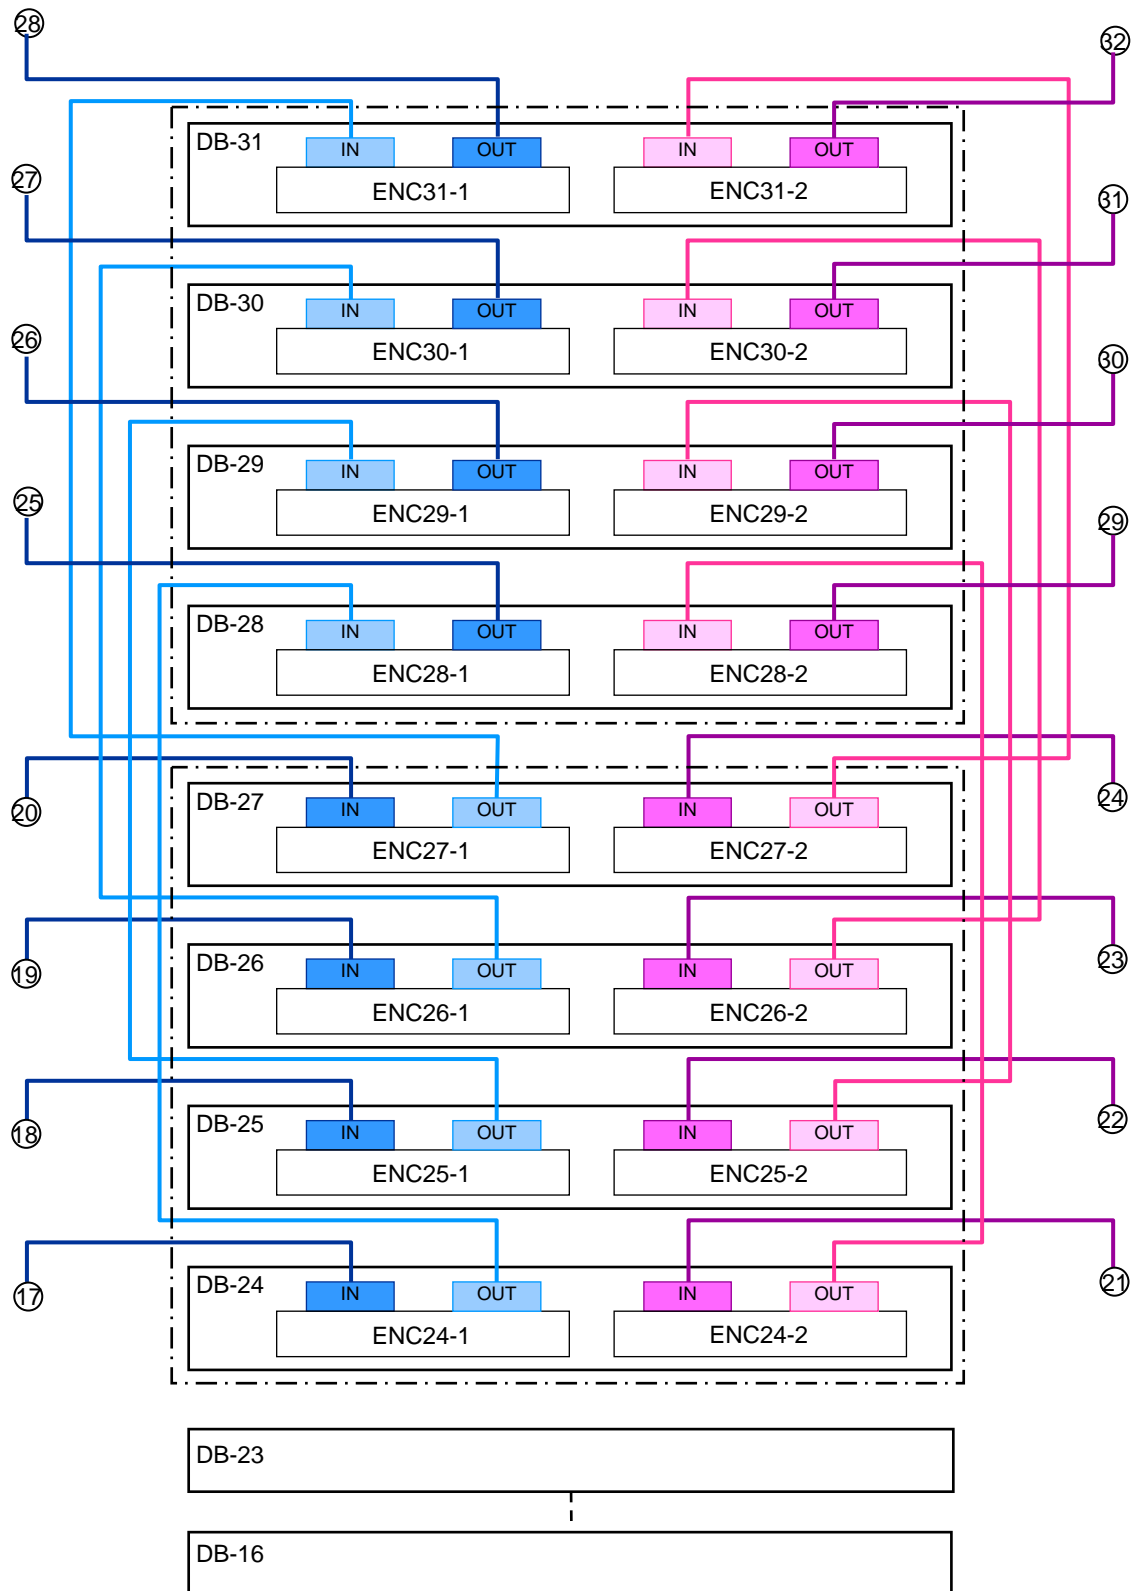 28
32
DB-31
IN OUT IN OUT
ENC31-1 ENC31-2
27
31
DB-30
IN OUT IN OUT
ENC30-1 ENC30-2
26
30
DB-29
IN OUT IN OUT
ENC29-1 ENC29-2
25
29
DB-28
IN OUT IN OUT
ENC28-1 ENC28-2
20
24
DB-27
IN OUT IN OUT
ENC27-1 ENC27-2
19
23
DB-26
IN OUT IN OUT
ENC26-1 ENC26-2
18
22
DB-25
IN OUT IN OUT
ENC25-1 ENC25-2
17
21
DB-24
IN OUT IN OUT
ENC24-1 ENC24-2
DB-23
DB-16